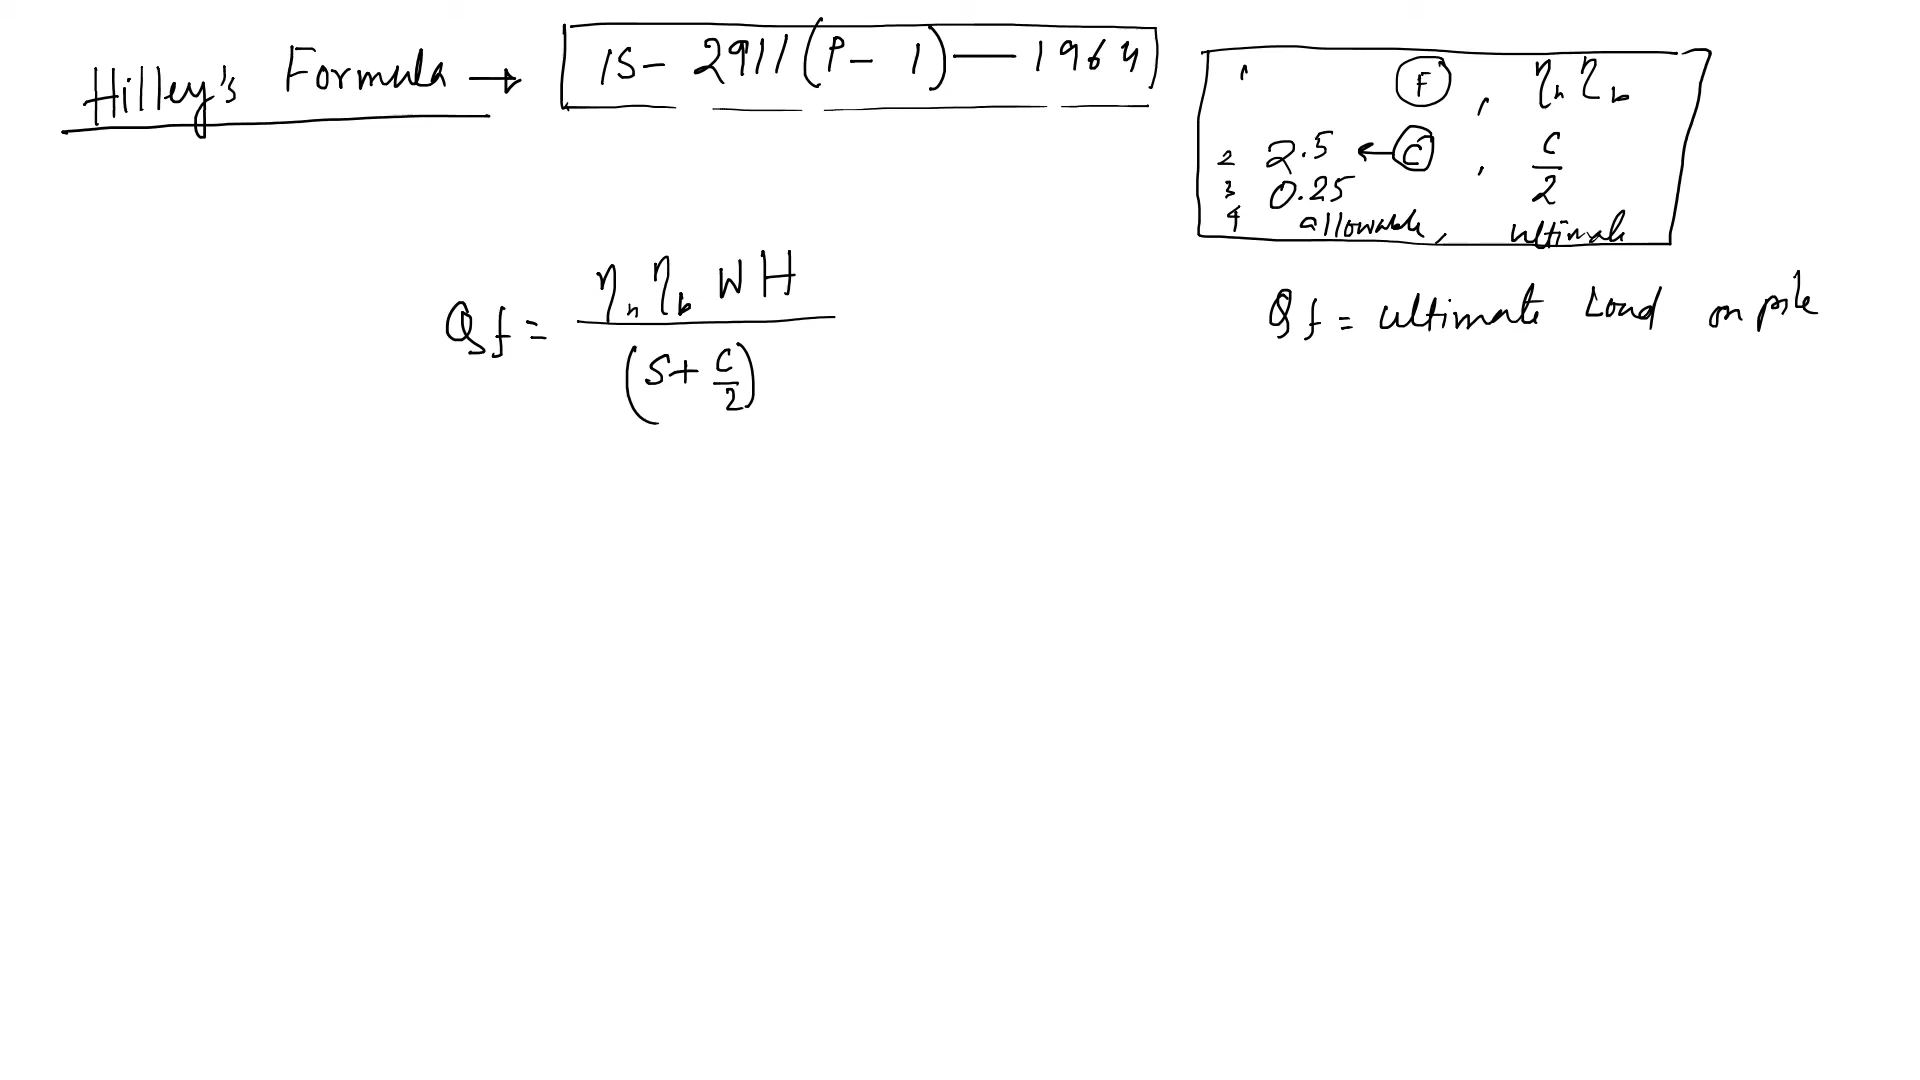 Hilley's Formula → IS- 2911(P- 1)—1964
1 F , ηh ηb
2 2.5 ← C , C/2
3 0.25
4 allowable, ultimate
Qf = ηh ηb WH / (S + C/2)
Qf = ultimate Load on pile